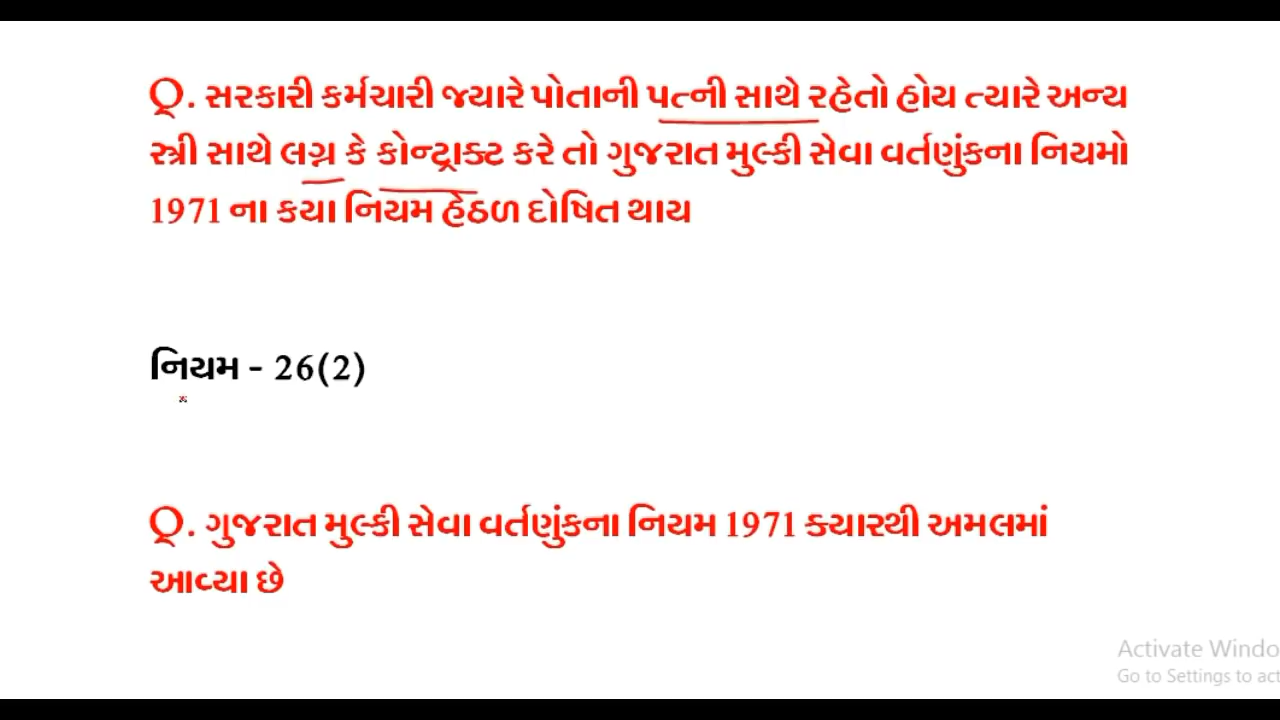 Q. સરકારી કર્મચારી જ્યારે પોતાની પત્ની સાથે રહેતો હોય ત્યારે અન્ય
સ્ત્રી સાથે લગ્ન કે કોન્ટ્રાક્ટ કરે તો ગુજરાત મુલ્કી સેવા વર્તણુંકના નિયમો
1971 ના કયા નિયમ હેઠળ દોષિત થાય
નિયમ - 26(2)
Q. ગુજરાત મુલ્કી સેવા વર્તણુંકના નિયમ 1971 ક્યારથી અમલમાં
આવ્યા છે
Activate Windo
Go to Settings to act